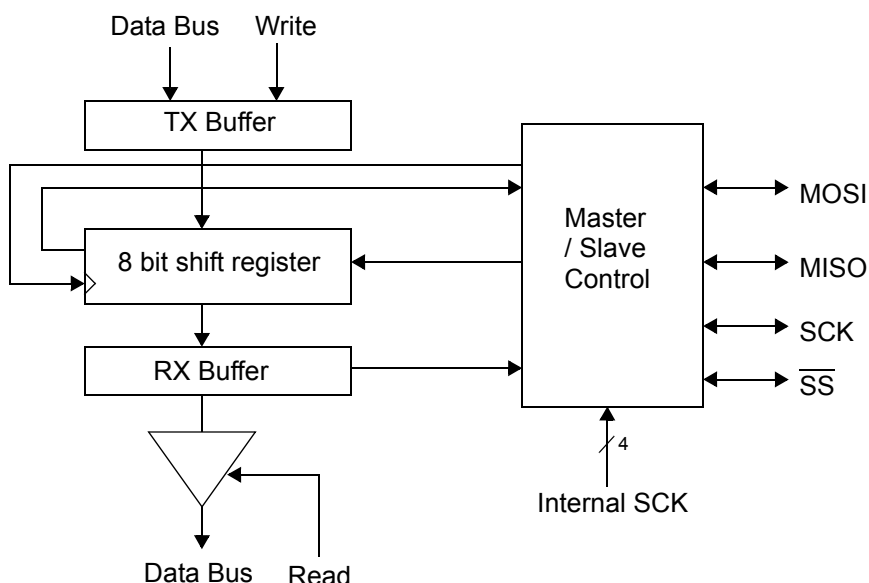 Data Bus
Write
TX Buffer
MOSI
Master
/ Slave
Control
8 bit shift register
MISO
SCK
RX Buffer
S̅S̅
4
Internal SCK
Data Bus
Read